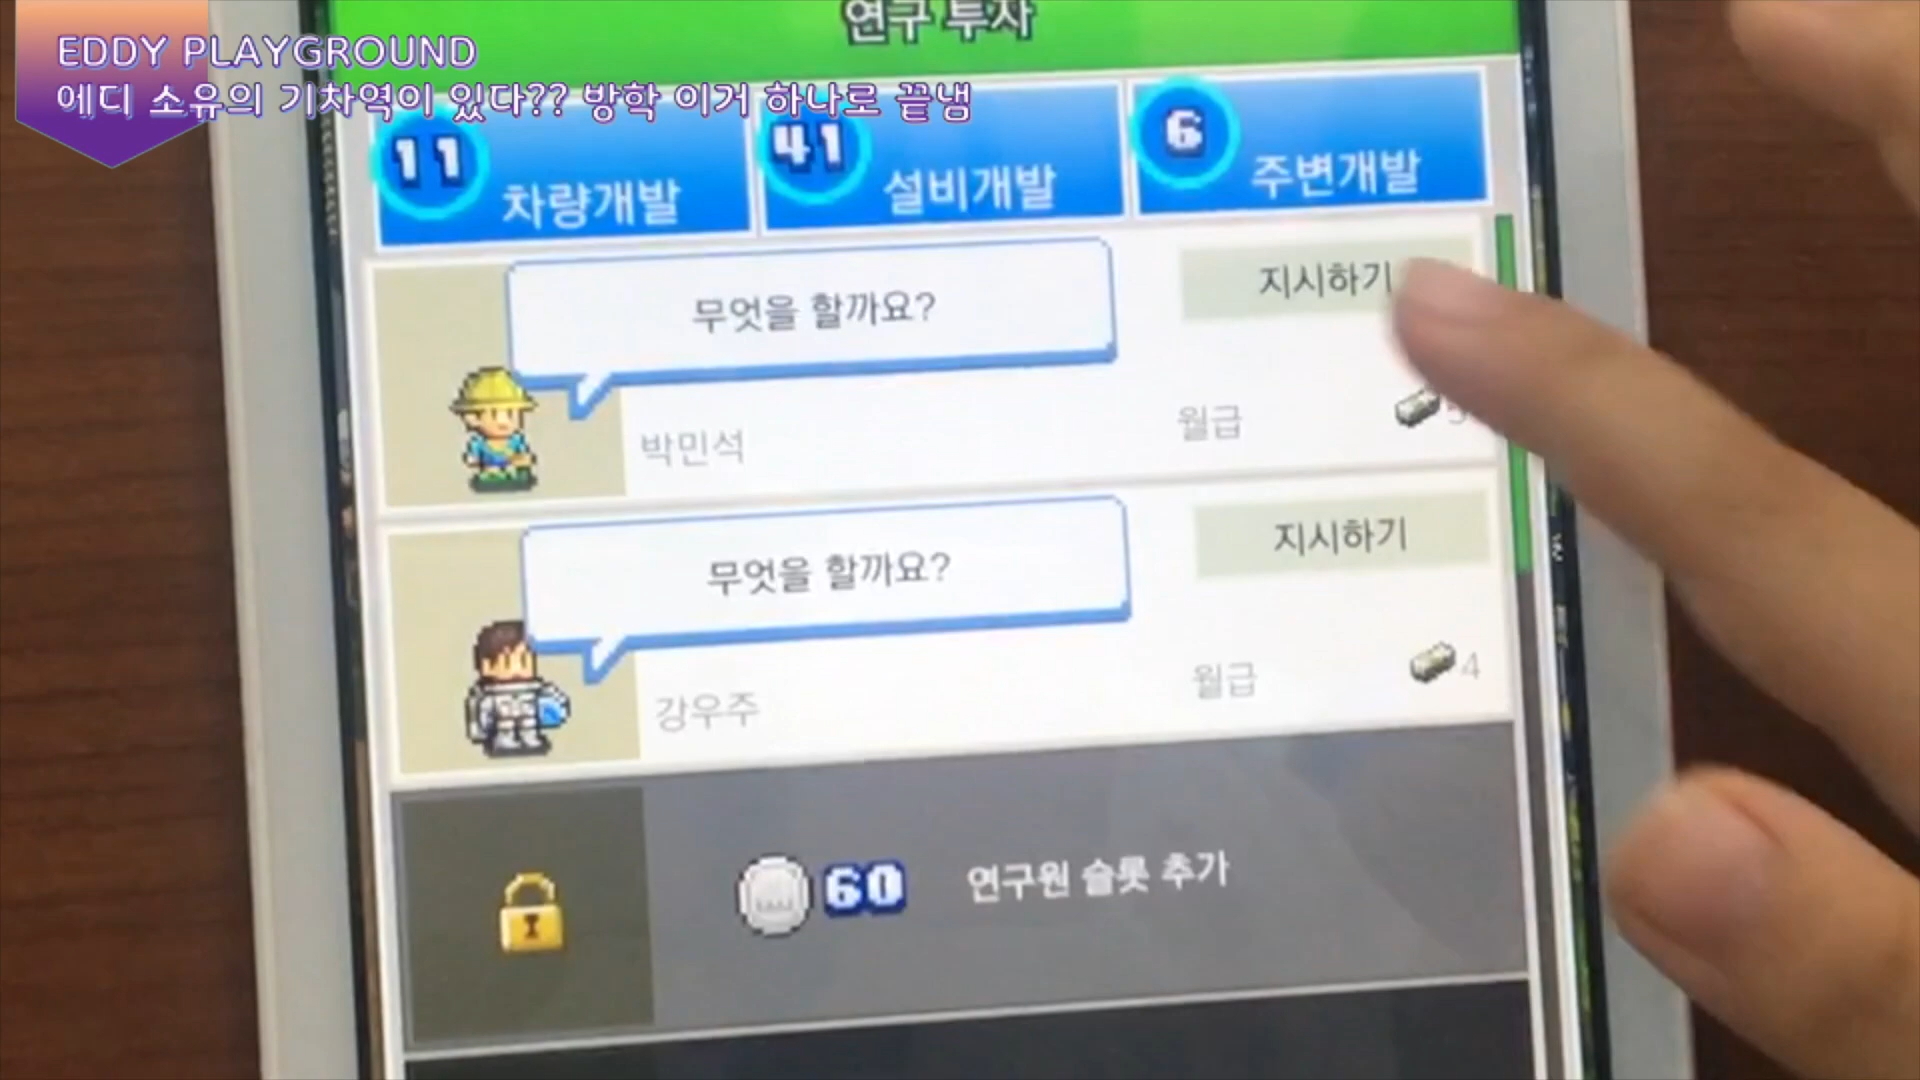 연구 투자
EDDY PLAYGROUND
에디 소유의 기차역이 있다?? 방학 이거 하나로 끝냄
11 차량개발
41 설비개발
6 주변개발
무엇을 할까요?
지시하기
박민석
월급
무엇을 할까요?
지시하기
강우주
월급 4
60 연구원 슬롯 추가